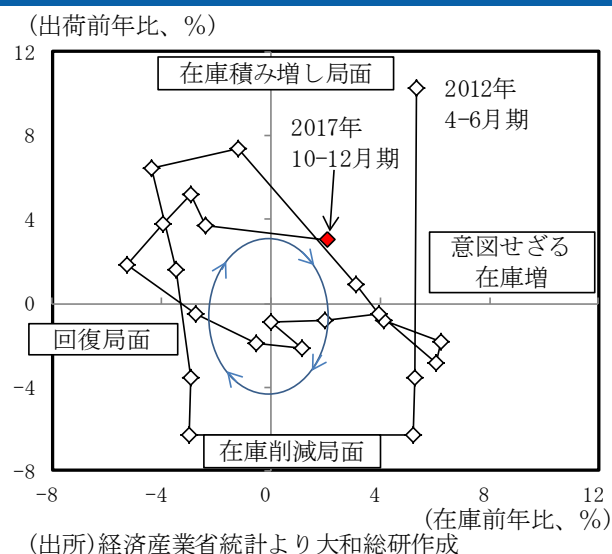 (出荷前年比、%)
12
8
4
0
−4
−8
在庫積み増し局面
2012年
4−6月期
2017年
10−12月期
意図せざる
在庫増
回復局面
在庫削減局面
−8
−4
0
4
8
12
(在庫前年比、%)
(出所)経済産業省統計より大和総研作成